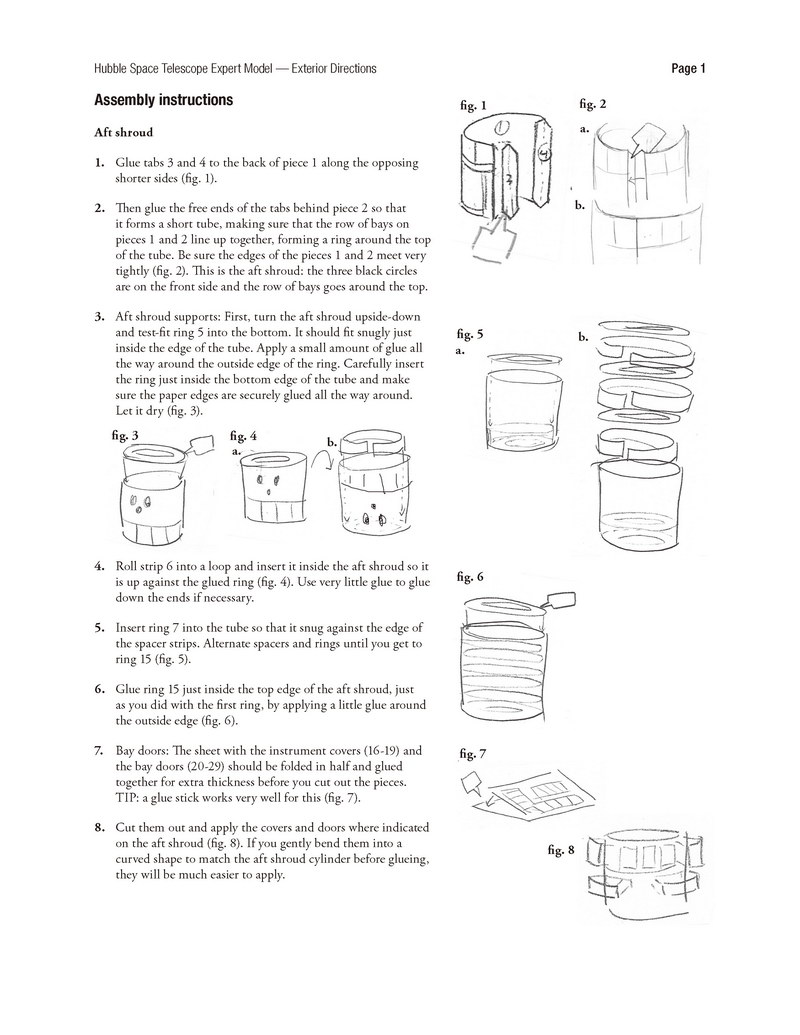 Hubble Space Telescope Expert Model — Exterior Directions
Page 1
Assembly instructions
Aft shroud
1. Glue tabs 3 and 4 to the back of piece 1 along the opposing
shorter sides (fig. 1).
2. Then glue the free ends of the tabs behind piece 2 so that
it forms a short tube, making sure that the row of bays on
pieces 1 and 2 line up together, forming a ring around the top
of the tube. Be sure the edges of the pieces 1 and 2 meet very
tightly (fig. 2). This is the aft shroud: the three black circles
are on the front side and the row of bays goes around the top.
3. Aft shroud supports: First, turn the aft shroud upside-down
and test-fit ring 5 into the bottom. It should fit snugly just
inside the edge of the tube. Apply a small amount of glue all
the way around the outside edge of the ring. Carefully insert
the ring just inside the bottom edge of the tube and make
sure the paper edges are securely glued all the way around.
Let it dry (fig. 3).
fig. 3
fig. 4
a.
b.
4. Roll strip 6 into a loop and insert it inside the aft shroud so it
is up against the glued ring (fig. 4). Use very little glue to glue
down the ends if necessary.
5. Insert ring 7 into the tube so that it snug against the edge of
the spacer strips. Alternate spacers and rings until you get to
ring 15 (fig. 5).
6. Glue ring 15 just inside the top edge of the aft shroud, just
as you did with the first ring, by applying a little glue around
the outside edge (fig. 6).
7. Bay doors: The sheet with the instrument covers (16-19) and
the bay doors (20-29) should be folded in half and glued
together for extra thickness before you cut out the pieces.
TIP: a glue stick works very well for this (fig. 7).
8. Cut them out and apply the covers and doors where indicated
on the aft shroud (fig. 8). If you gently bend them into a
curved shape to match the aft shroud cylinder before glueing,
they will be much easier to apply.
fig. 1
1
3
4
fig. 2
a.
b.
fig. 5
a.
b.
fig. 6
fig. 7
fig. 8